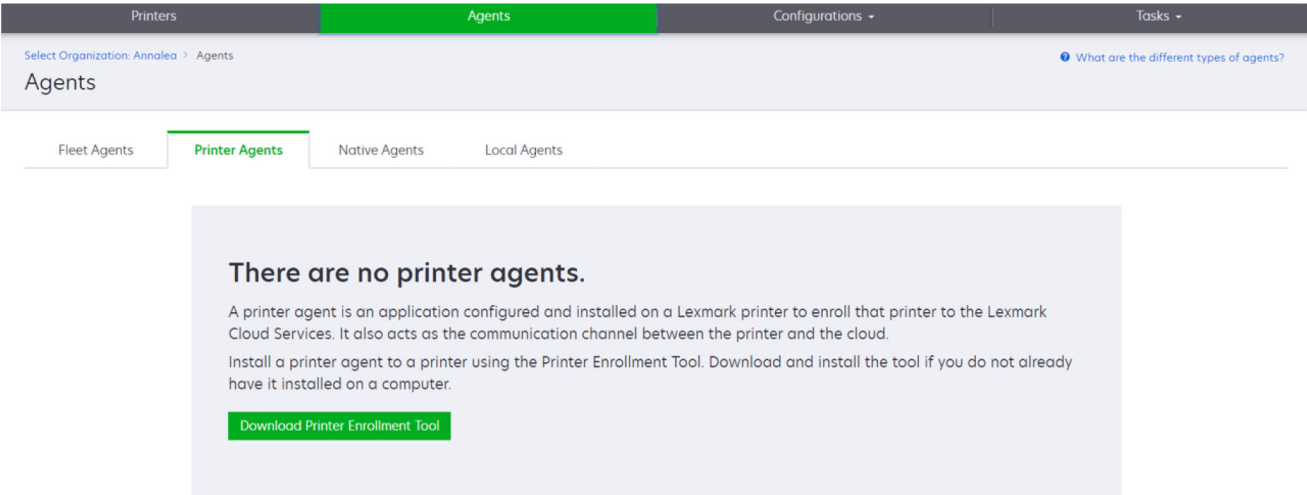 Printers Agents Configurations Tasks
Select Organization: Annalea > Agents
What are the different types of agents?
Agents
Fleet Agents Printer Agents Native Agents Local Agents
There are no printer agents.
A printer agent is an application configured and installed on a Lexmark printer to enroll that printer to the Lexmark
Cloud Services. It also acts as the communication channel between the printer and the cloud.
Install a printer agent to a printer using the Printer Enrollment Tool. Download and install the tool if you do not already
have it installed on a computer.
Download Printer Enrollment Tool